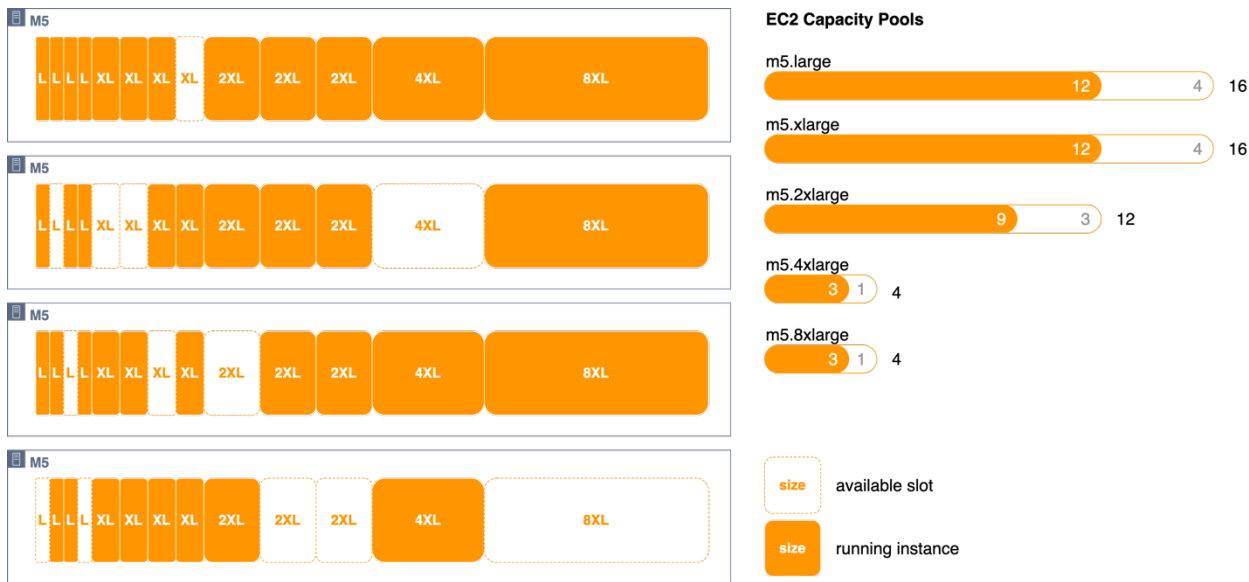 M5
L L L L XL XL XL XL 2XL 2XL 2XL 4XL 8XL
M5
L L L L XL XL XL XL 2XL 2XL 2XL 4XL 8XL
M5
L L L L XL XL XL XL 2XL 2XL 2XL 4XL 8XL
M5
L L L L XL XL XL XL 2XL 2XL 2XL 4XL 8XL
EC2 Capacity Pools
m5.large
12 4 16
m5.xlarge
12 4 16
m5.2xlarge
9 3 12
m5.4xlarge
3 1 4
m5.8xlarge
3 1 4
size available slot
size running instance